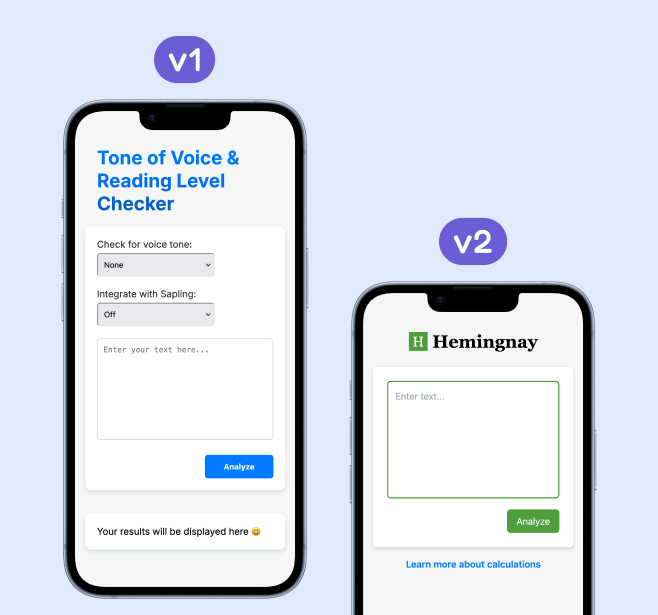 v1
Tone of Voice &
Reading Level
Checker
Check for voice tone:
None
Integrate with Sapling:
Off
Enter your text here...
Analyze
Your results will be displayed here 😀
v2
H Hemingnay
Enter text...
Analyze
Learn more about calculations